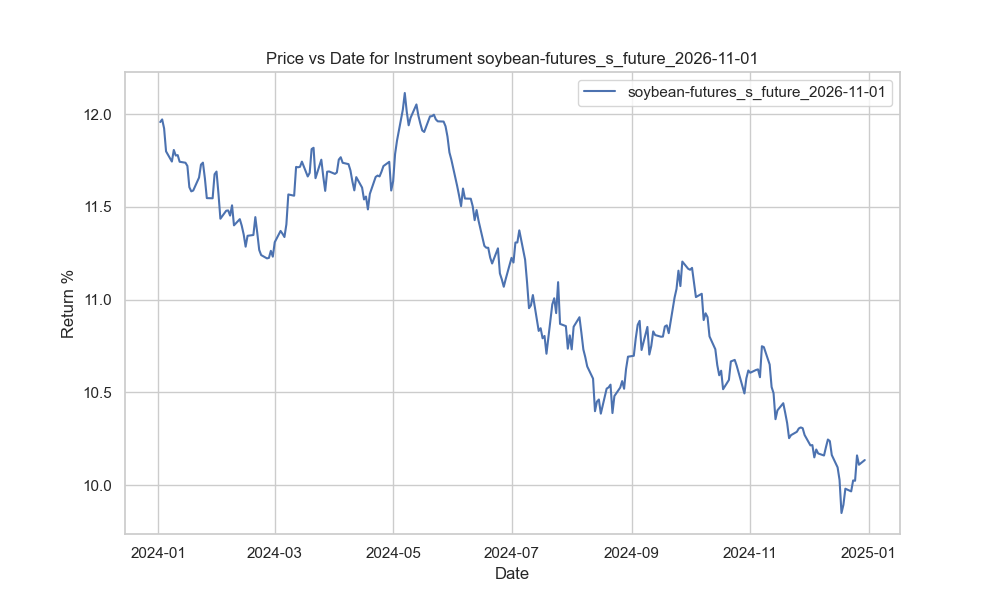 Price vs Date for Instrument soybean-futures_s_future_2026-11-01
soybean-futures_s_future_2026-11-01
Return %
12.0
11.5
11.0
10.5
10.0
2024-01 2024-03 2024-05 2024-07 2024-09 2024-11 2025-01
Date